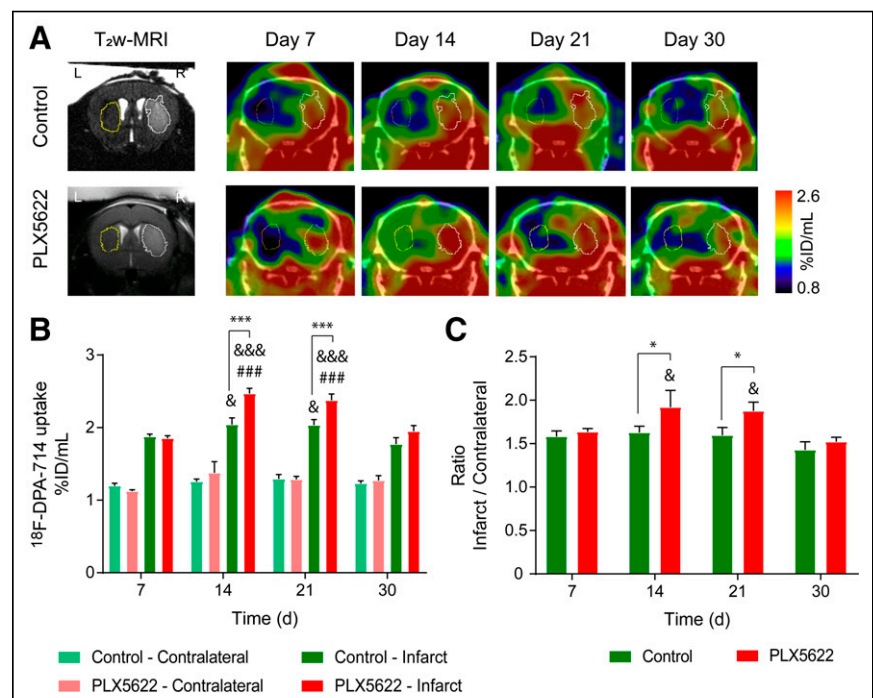 A
T₂w-MRI
Day 7
Day 14
Day 21
Day 30
Control
L
R
PLX5622
L
R
2.6
%ID/mL
0.8
B
¹⁸F-DPA-714 uptake
%ID/mL
3
2
1
0
***
&&&
###
&
***
&&&
###
&
7
14
21
30
Time (d)
Control - Contralateral
Control - Infarct
PLX5622 - Contralateral
PLX5622 - Infarct
C
Ratio
Infarct / Contralateral
2.5
2.0
1.5
1.0
0.5
0
*
&
*
&
7
14
21
30
Time (d)
Control
PLX5622